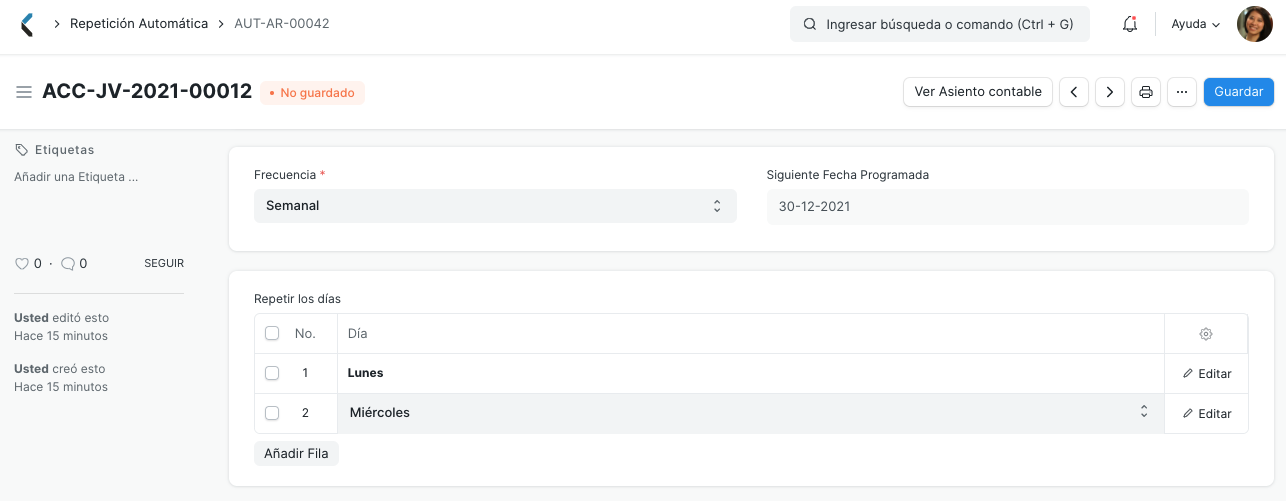 Repetición Automática
AUT-AR-00042
Ingresar búsqueda o comando (Ctrl + G)
Ayuda
ACC-JV-2021-00012
No guardado
Ver Asiento contable
Guardar
Etiquetas
Añadir una Etiqueta ...
0 · 0
SEGUIR
Usted editó esto
Hace 15 minutos
Usted creó esto
Hace 15 minutos
Frecuencia *
Semanal
Siguiente Fecha Programada
30-12-2021
Repetir los días
No. Día
1 Lunes Editar
2 Miércoles Editar
Añadir Fila